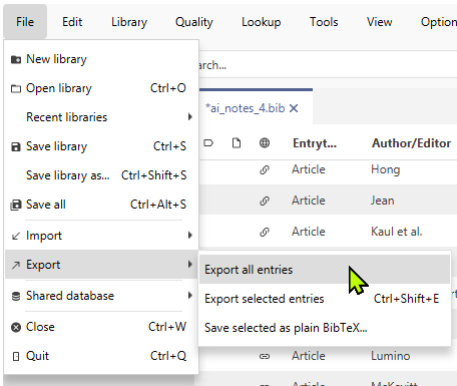 File Edit Library Quality Lookup Tools View Option
New library
arch...
Open library Ctrl+O
*ai_notes_4.bib
Recent libraries
Save library Ctrl+S
Entryt... Author/Editor
Article Hong
Save library as... Ctrl+Shift+S
Save all Ctrl+Alt+S
Article Jean
Import
Article Kaul et al.
Export
Export all entries
Shared database
Export selected entries Ctrl+Shift+E
Close Ctrl+W
Save selected as plain BibTeX...
Quit Ctrl+Q
Article Lumino